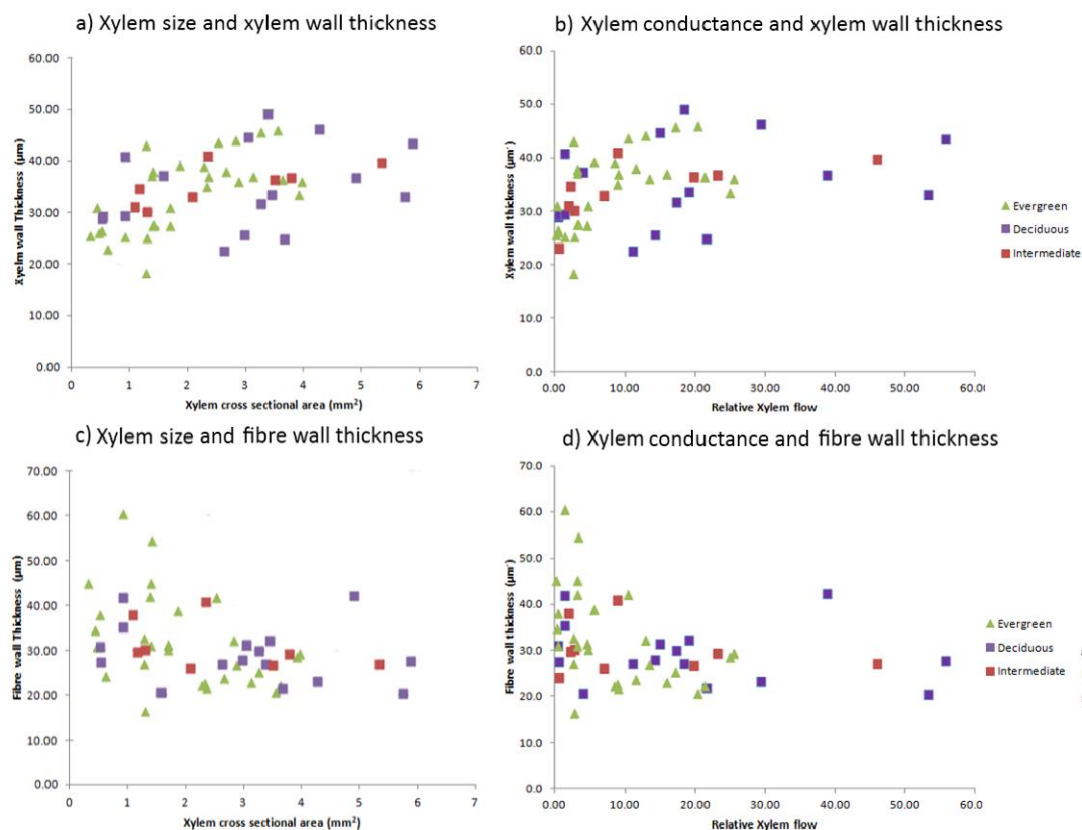 a) Xylem size and xylem wall thickness
60.00
50.00
40.00
30.00
20.00
10.00
0.00
Xyelm wall Thickness (µm)
0 1 2 3 4 5 6 7
Xylem cross sectional area (mm²)
b) Xylem conductance and xylem wall thickness
60.0
50.0
40.0
30.0
20.0
10.0
0.0
Xylem wall thickness (µm)
0.00 10.00 20.00 30.00 40.00 50.00 60.0
Relative Xylem flow
Evergreen
Deciduous
Intermediate
c) Xylem size and fibre wall thickness
70.00
60.00
50.00
40.00
30.00
20.00
10.00
0.00
Fibre wall Thickness (µm)
0 1 2 3 4 5 6 7
Xylem cross sectional area (mm²)
d) Xylem conductance and fibre wall thickness
70.0
60.0
50.0
40.0
30.0
20.0
10.0
0.0
Fibre wall thickness (µm)
0.00 10.00 20.00 30.00 40.00 50.00 60.0
Relative Xylem flow
Evergreen
Deciduous
Intermediate